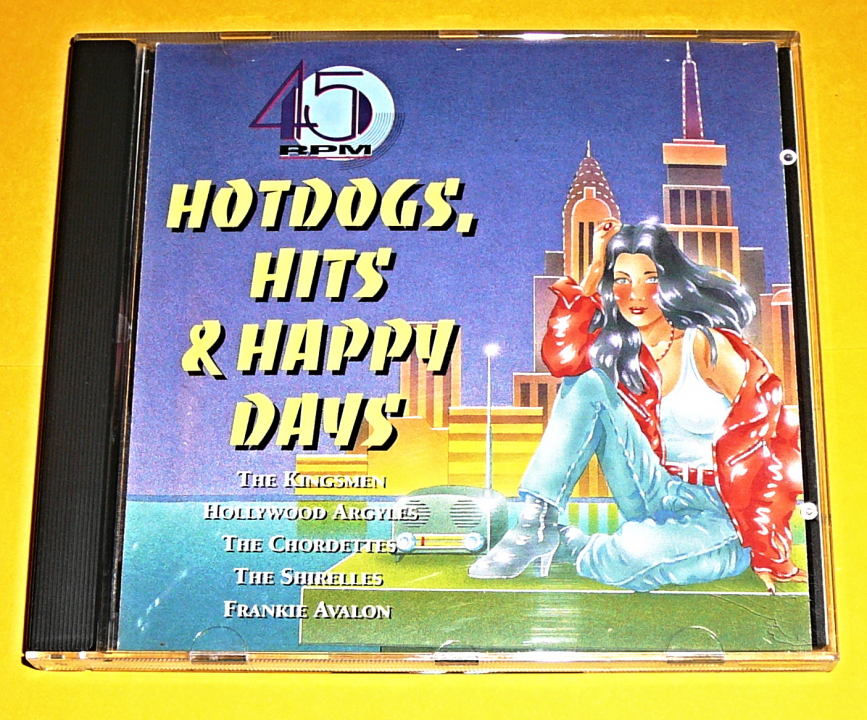 45
RPM
HOTDOGS,
HITS
& HAPPY
DAYS
THE KINGSMEN
HOLLYWOOD ARGYLES
THE CHORDETTES
THE SHIRELLES
FRANKIE AVALON